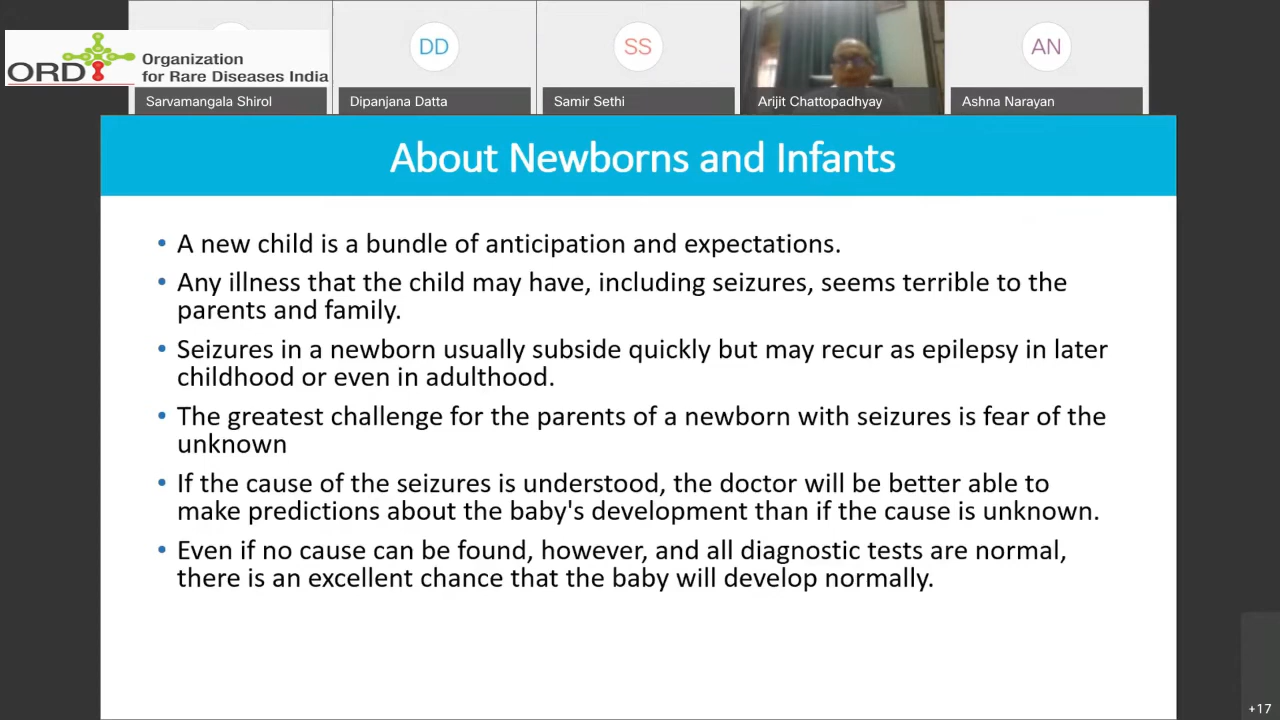 ORDI
Organization
for Rare Diseases India
DD
SS
AN
Sarvamangala Shirol
Dipanjana Datta
Samir Sethi
Arijit Chattopadhyay
Ashna Narayan
About Newborns and Infants
• A new child is a bundle of anticipation and expectations.
• Any illness that the child may have, including seizures, seems terrible to the
parents and family.
• Seizures in a newborn usually subside quickly but may recur as epilepsy in later
childhood or even in adulthood.
• The greatest challenge for the parents of a newborn with seizures is fear of the
unknown
• If the cause of the seizures is understood, the doctor will be better able to
make predictions about the baby's development than if the cause is unknown.
• Even if no cause can be found, however, and all diagnostic tests are normal,
there is an excellent chance that the baby will develop normally.
+17